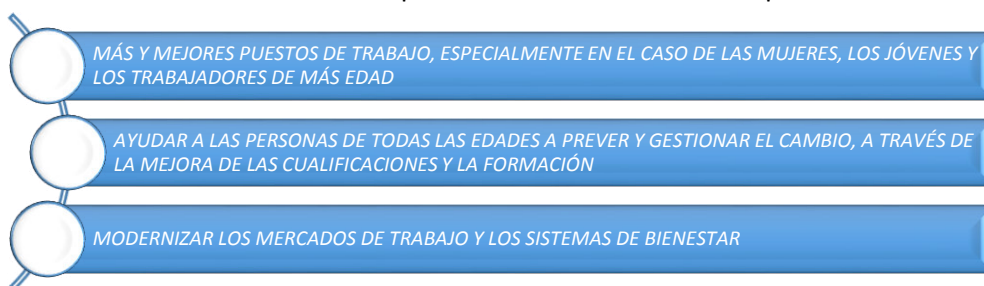 MÁS Y MEJORES PUESTOS DE TRABAJO, ESPECIALMENTE EN EL CASO DE LAS MUJERES, LOS JÓVENES Y
LOS TRABAJADORES DE MÁS EDAD
AYUDAR A LAS PERSONAS DE TODAS LAS EDADES A PREVER Y GESTIONAR EL CAMBIO, A TRAVÉS DE
LA MEJORA DE LAS CUALIFICACIONES Y LA FORMACIÓN
MODERNIZAR LOS MERCADOS DE TRABAJO Y LOS SISTEMAS DE BIENESTAR